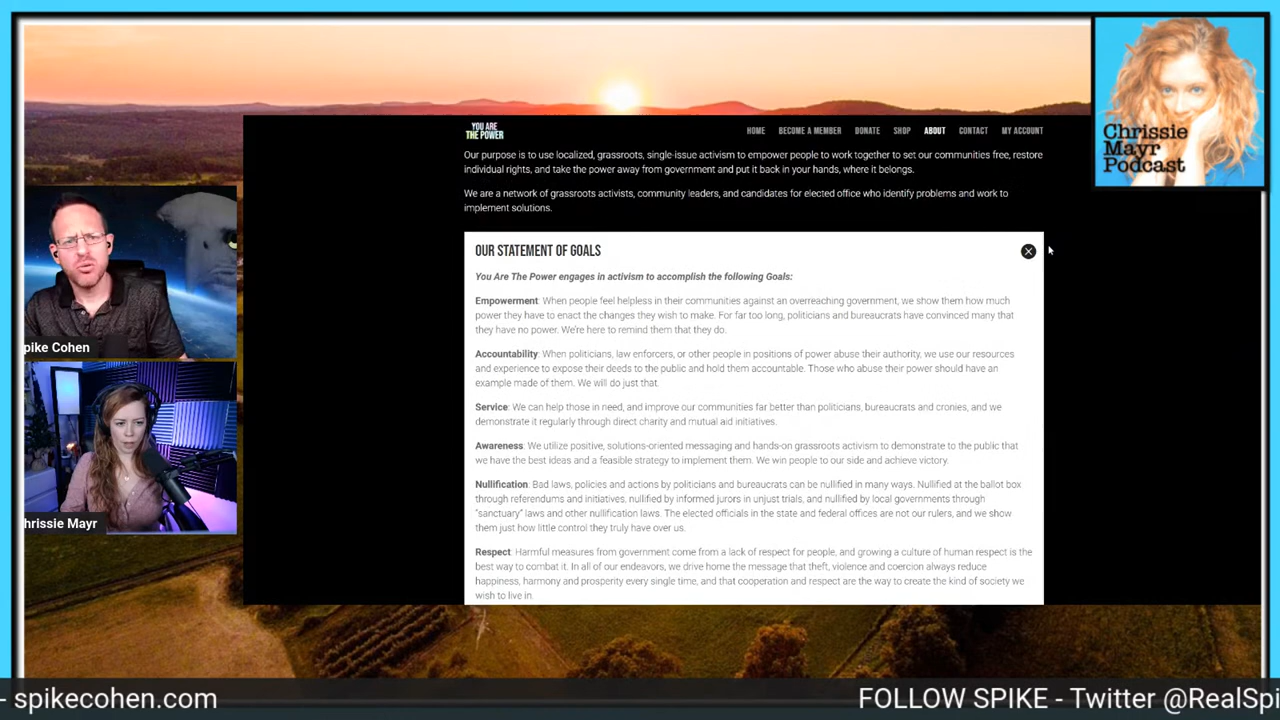 YOU ARE
THE POWER
HOME BECOME A MEMBER DONATE SHOP ABOUT CONTACT MY ACCOUNT
Our purpose is to use localized, grassroots, single-issue activism to empower people to work together to set our communities free, restore
individual rights, and take the power away from government and put it back in your hands, where it belongs.
We are a network of grassroots activists, community leaders, and candidates for elected office who identify problems and work to
implement solutions.
OUR STATEMENT OF GOALS
You Are The Power engages in activism to accomplish the following Goals:
Empowerment: When people feel helpless in their communities against an overreaching government, we show them how much
power they have to enact the changes they wish to make. For far too long, politicians and bureaucrats have convinced many that
they have no power. We're here to remind them that they do.
Accountability: When politicians, law enforcers, or other people in positions of power abuse their authority, we use our resources
and experience to expose their deeds to the public and hold them accountable. Those who abuse their power should have an
example made of them. We will do just that.
Service: We can help those in need, and improve our communities far better than politicians, bureaucrats and cronies, and we
demonstrate it regularly through direct charity and mutual aid initiatives.
Awareness: We utilize positive, solutions-oriented messaging and hands-on grassroots activism to demonstrate to the public that
we have the best ideas and a feasible strategy to implement them. We win people to our side and achieve victory.
Nullification: Bad laws, policies and actions by politicians and bureaucrats can be nullified in many ways. Nullified at the ballot box
through referendums and initiatives, nullified by informed jurors in unjust trials, and nullified by local governments through
"sanctuary" laws and other nullification laws. The elected officials in the state and federal offices are not our rulers, and we show
them just how little control they truly have over us.
Respect: Harmful measures from government come from a lack of respect for people, and growing a culture of human respect is the
best way to combat it. In all of our endeavors, we drive home the message that theft, violence and coercion always reduce
happiness, harmony and prosperity every single time, and that cooperation and respect are the way to create the kind of society we
wish to live in.
Chrissie
Mayr
Podcast
pike Cohen
hrissie Mayr
- spikecohen.com
FOLLOW SPIKE - Twitter @RealSpi